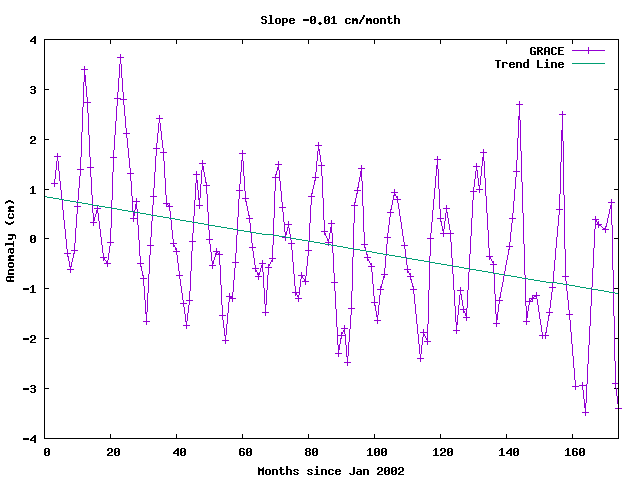 Slope -0.01 cm/month
GRACE
Trend Line
4
3
2
1
0
-1
-2
-3
-4
Anomaly (cm)
0 20 40 60 80 100 120 140 160
Months since Jan 2002